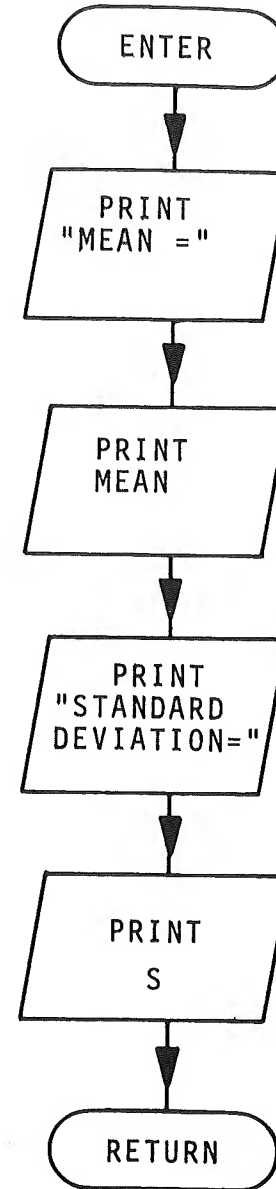 ENTER
PRINT
"MEAN ="
PRINT
MEAN
PRINT
"STANDARD
DEVIATION="
PRINT
S
RETURN